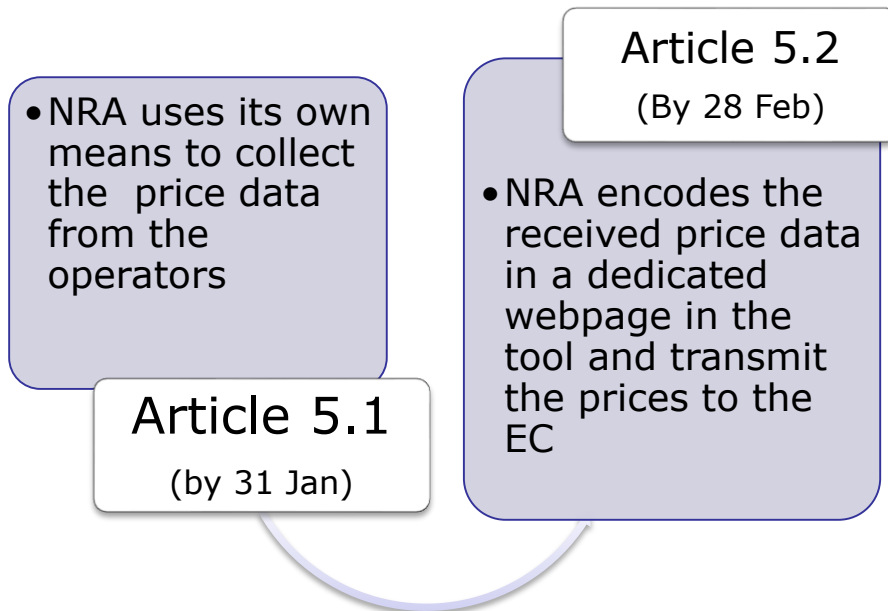 •NRA uses its own
means to collect
the  price data
from the
operators
Article 5.1
(by 31 Jan)
Article 5.2
(By 28 Feb)
•NRA encodes the
received price data
in a dedicated
webpage in the
tool and transmit
the prices to the
EC